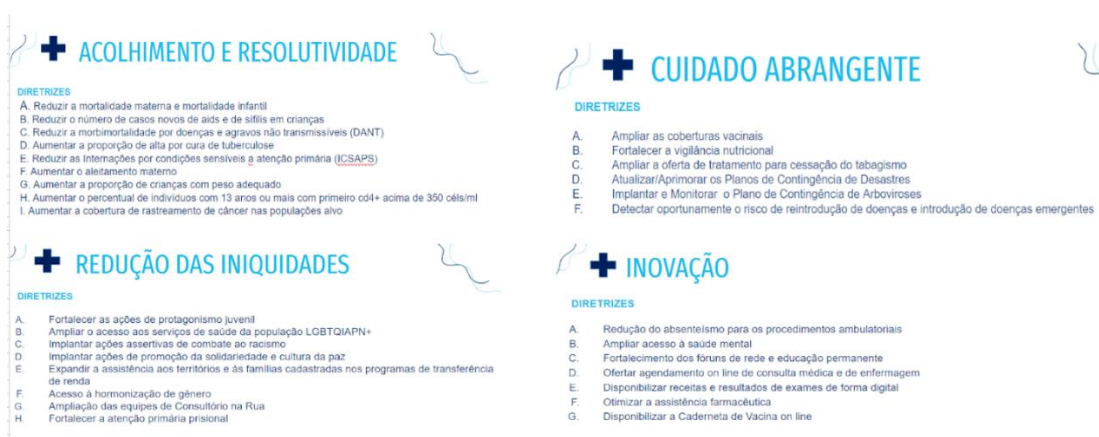 ACOLHIMENTO E RESOLUTIVIDADE
DIRETRIZES
A. Reduzir a mortalidade materna e mortalidade infantil
B. Reduzir o número de casos novos de aids e de sífilis em crianças
C. Reduzir a morbimortalidade por doenças e agravos não transmissíveis (DANT)
D. Aumentar a proporção de alta por cura de tuberculose
E. Reduzir as Internações por condições sensíveis a atenção primária (ICSAPS)
F. Aumentar o aleitamento materno
G. Aumentar a proporção de crianças com peso adequado
H. Aumentar o percentual de indivíduos com 13 anos ou mais com primeiro cd4+ acima de 350 céls/ml
I. Aumentar a cobertura de rastreamento de câncer nas populações alvo
CUIDADO ABRANGENTE
DIRETRIZES
A. Ampliar as coberturas vacinais
B. Fortalecer a vigilância nutricional
C. Ampliar a oferta de tratamento para cessação do tabagismo
D. Atualizar/Aprimorar os Planos de Contingência de Desastres
E. Implantar e Monitorar o Plano de Contingência de Arboviroses
F. Detectar oportunamente o risco de reintrodução de doenças e introdução de doenças emergentes
REDUÇÃO DAS INIQUIDADES
DIRETRIZES
A. Fortalecer as ações de protagonismo juvenil
B. Ampliar o acesso aos serviços de saúde da população LGBTQIAPN+
C. Implantar ações assertivas de combate ao racismo
D. Implantar ações de promoção da solidariedade e cultura da paz
E. Expandir a assistência aos territórios e às famílias cadastradas nos programas de transferência
de renda
F. Acesso à hormonização de gênero
G. Ampliação das equipes de Consultório na Rua
H. Fortalecer a atenção primária prisional
INOVAÇÃO
DIRETRIZES
A. Redução do absenteísmo para os procedimentos ambulatoriais
B. Ampliar acesso à saúde mental
C. Fortalecimento dos fóruns de rede e educação permanente
D. Ofertar agendamento on line de consulta médica e de enfermagem
E. Disponibilizar receitas e resultados de exames de forma digital
F. Otimizar a assistência farmacêutica
G. Disponibilizar a Caderneta de Vacina on line